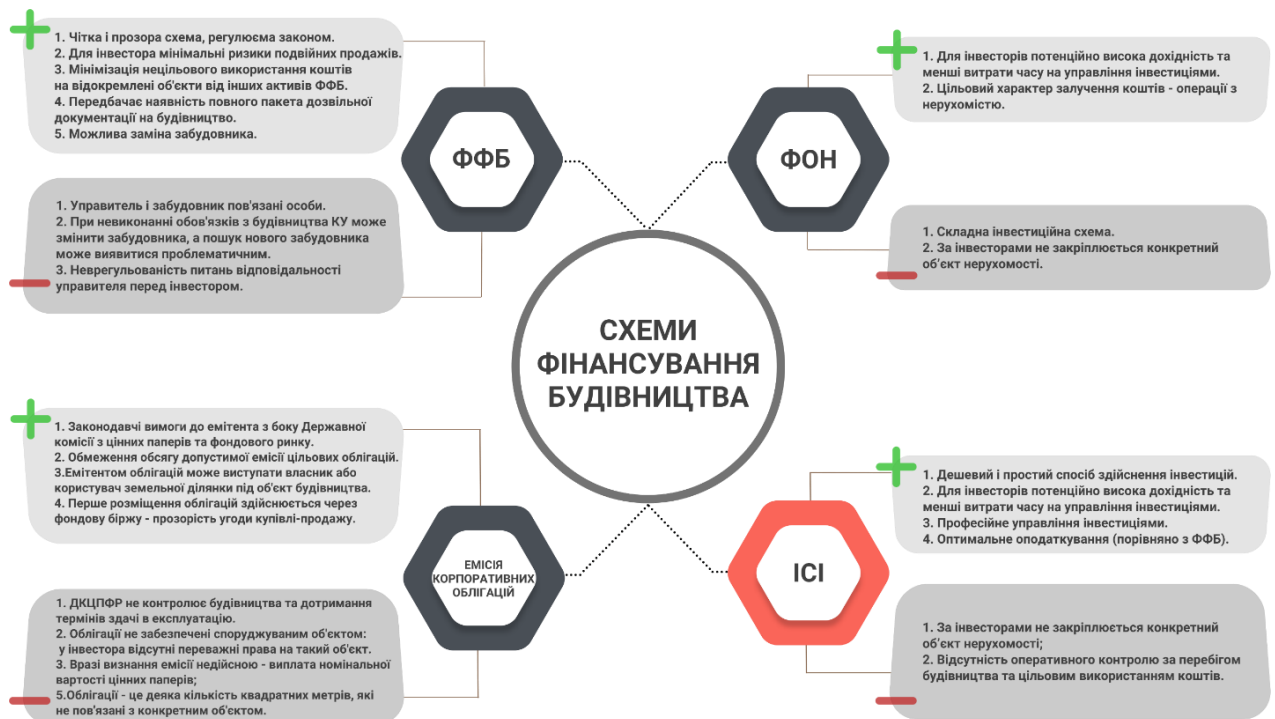 1. Чітка і прозора схема, регулюєма законом.
2. Для інвестора мінімальні ризики подвійних продажів.
3. Мінімізація нецільового використання коштів
на відокремлені об'єкти від інших активів ФФБ.
4. Передбачає наявність повного пакета дозвільної
документації на будівництво.
5. Можлива заміна забудовника.
ФФБ
1. Управитель і забудовник пов'язані особи.
2. При невиконанні обов'язків з будівництва КУ може
змінити забудовника, а пошук нового забудовника
може виявитися проблематичним.
3. Неврегульованість питань відповідальності
управителя перед інвестором.
1. Для інвесторів потенційно висока дохідність та
менші витрати часу на управління інвестиціями.
2. Цільовий характер залучення коштів - операції з
нерухомістю.
ФОН
1. Складна інвестиційна схема.
2. За інвесторами не закріплюється конкретний
об'єкт нерухомості.
СХЕМИ
ФІНАНСУВАННЯ
БУДІВНИЦТВА
1. Законодавчі вимоги до емітента з боку Державної
комісії з цінних паперів та фондового ринку.
2. Обмеження обсягу допустимої емісії цільових облігацій.
3.Емітентом облігацій може виступати власник або
користувач земельної ділянки під об'єкт будівництва.
4. Перше розміщення облігацій здійснюється через
фондову біржу - прозорість угоди купівлі-продажу.
ЕМІСІЯ
КОРПОРАТИВНИХ
ОБЛІГАЦІЙ
1. ДКЦПФР не контролює будівництва та дотримання
термінів здачі в експлуатацію.
2. Облігації не забезпечені споруджуваним об'єктом:
у інвестора відсутні переважні права на такий об'єкт.
3. Вразі визнання емісії недійсною - виплата номінальної
вартості цінних паперів;
5.Облігації - це деяка кількість квадратних метрів, які
не пов'язані з конкретним об'єктом.
1. Дешевий і простий спосіб здійснення інвестицій.
2. Для інвесторів потенційно висока дохідність та
менші витрати часу на управління інвестиціями.
3. Професійне управління інвестиціями.
4. Оптимальне оподаткування (порівняно з ФФБ).
ІСІ
1. За інвесторами не закріплюється конкретний
об'єкт нерухомості;
2. Відсутність оперативного контролю за перебігом
будівництва та цільовим використанням коштів.